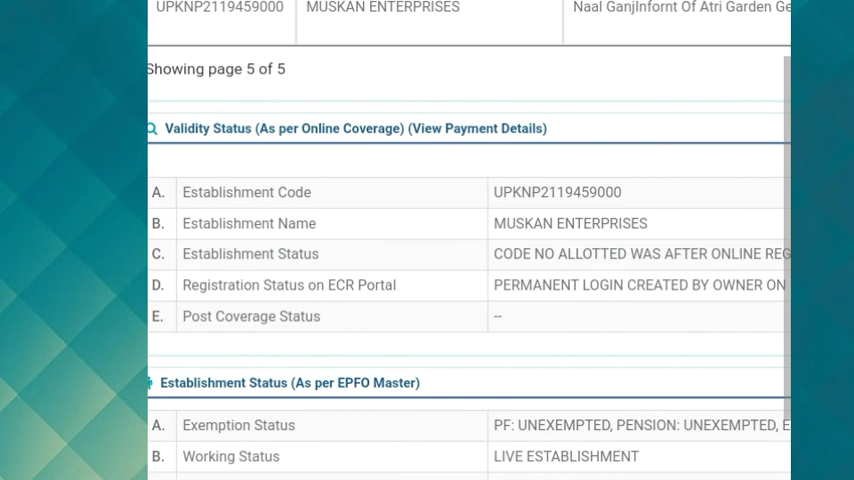 UPKNP2119459000 MUSKAN ENTERPRISES Naal GanjInfornt Of Atri Garden Ge
Showing page 5 of 5
Validity Status (As per Online Coverage) (View Payment Details)
A. Establishment Code UPKNP2119459000
B. Establishment Name MUSKAN ENTERPRISES
C. Establishment Status CODE NO ALLOTTED WAS AFTER ONLINE REG
D. Registration Status on ECR Portal PERMANENT LOGIN CREATED BY OWNER ON
E. Post Coverage Status --
Establishment Status (As per EPFO Master)
A. Exemption Status PF: UNEXEMPTED, PENSION: UNEXEMPTED, E
B. Working Status LIVE ESTABLISHMENT